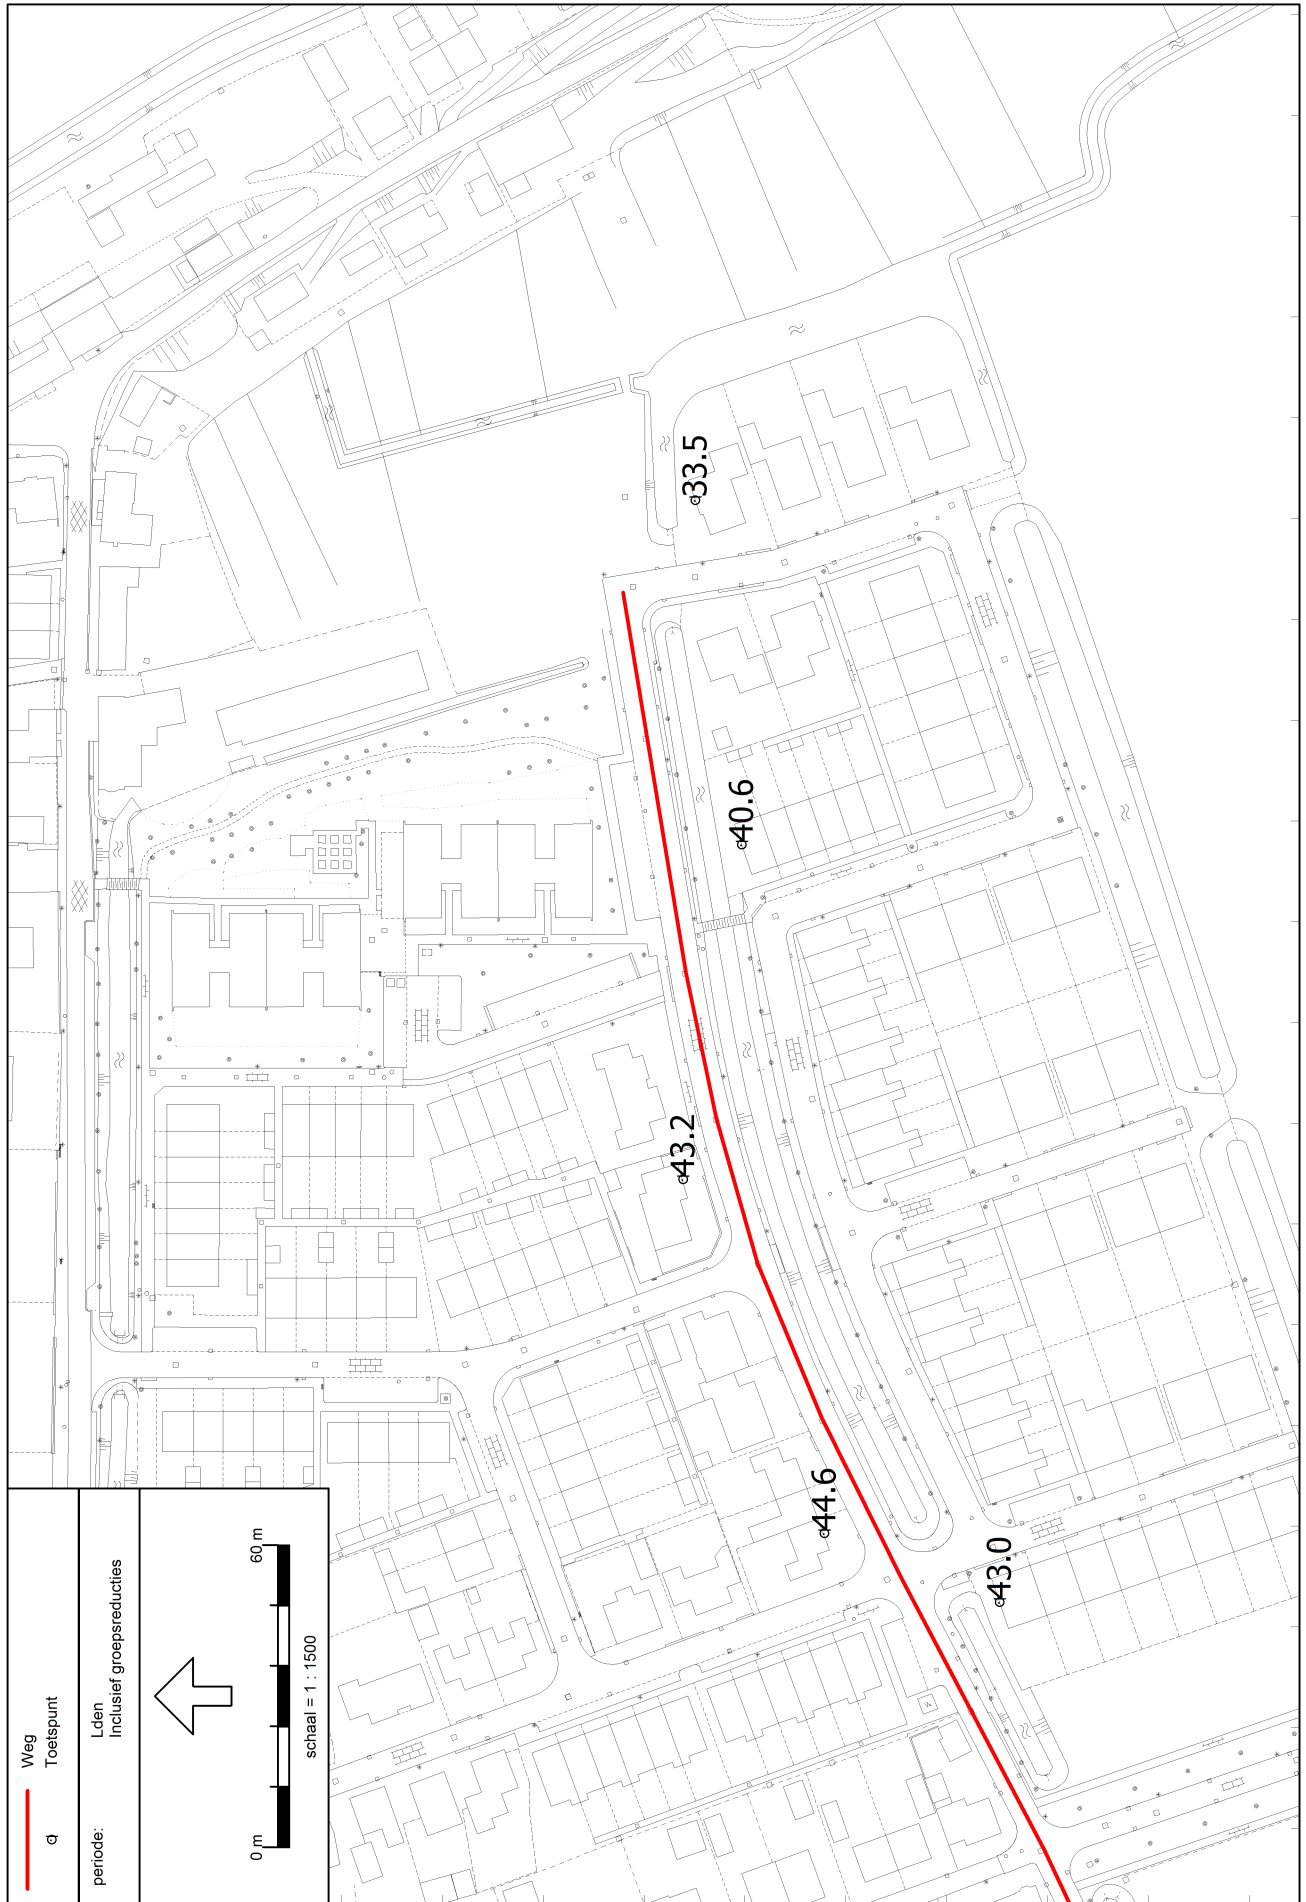 Weg
Toetspunt
periode: Lden
Inclusief groepsreducties
0 m 60 m
schaal = 1 : 1500
33.5
40.6
43.2
44.6
43.0